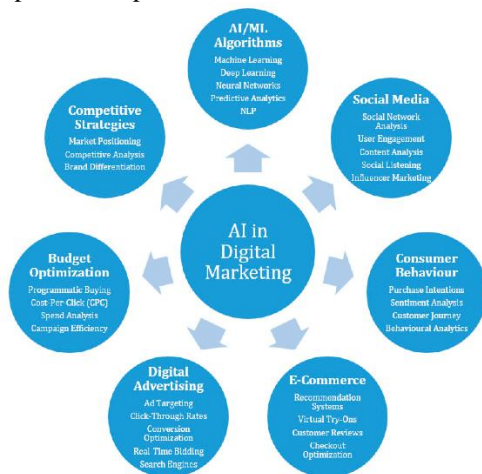 AI/ML
Algorithms
Machine Learning
Deep Learning
Neural Networks
Predictive Analytics
NLP
Social Media
Social Network
Analysis
User Engagement
Content Analysis
Social Listening
Influencer Marketing
Consumer
Behaviour
Purchase Intentions
Sentiment Analysis
Customer Journey
Behavioural Analytics
E-Commerce
Recommendation
Systems
Virtual Try-Ons
Customer Reviews
Checkout
Optimization
Digital
Advertising
Ad Targeting
Click-Through Rates
Conversion
Optimization
Real-Time Bidding
Search Engines
Budget
Optimization
Programmatic Buying
Cost-Per-Click (CPC)
Spend Analysis
Campaign Efficiency
Competitive
Strategies
Market Positioning
Competitive Analysis
Brand Differentiation
AI in
Digital
Marketing